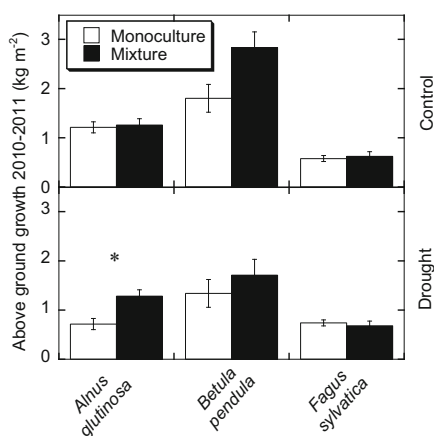 Above ground growth 2010-2011 (kg m-2)
Monoculture
Mixture
3
2
1
0
Control
3
2
1
0
*
Drought
Alnus
glutinosa
Betula
pendula
Fagus
sylvatica